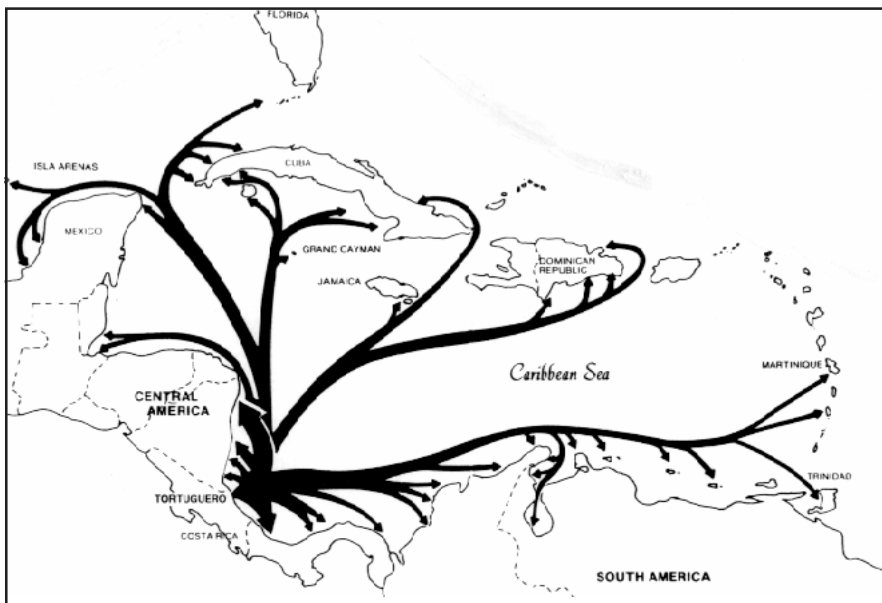 FLORIDA
ISLA ARENAS
CUBA
MEXICO
GRAND CAYMAN
JAMAICA
DOMINICAN
REPUBLIC
Caribbean Sea
MARTINIQUE
CENTRAL
AMERICA
TORTUGUERO
TRINIDAD
COSTA RICA
SOUTH AMERICA